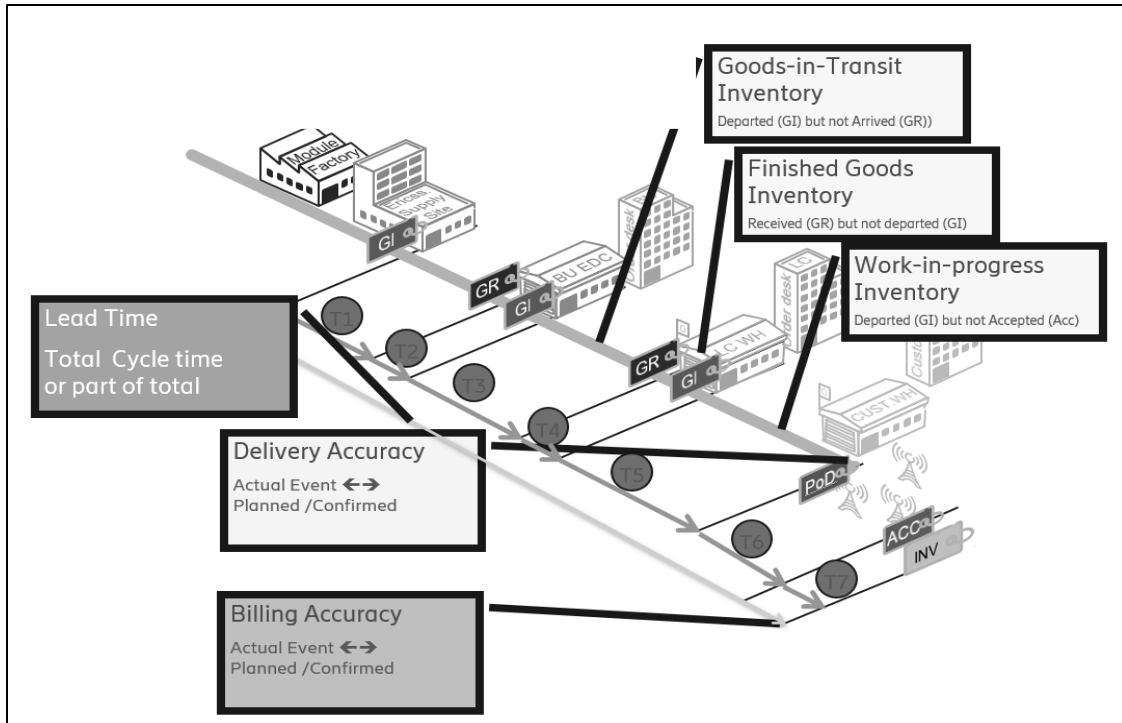 Goods-in-Transit
Inventory
Departed (GI) but not Arrived (GR))
Finished Goods
Inventory
Received (GR) but not departed (GI)
Work-in-progress
Inventory
Departed (GI) but not Accepted (Acc)
Module
Factory
Supply
Site
GI
GR
GI
BU EDC
GR
GI
LC WH
LC
CUST.WH
PoD
ACC
INV
Lead Time
Total Cycle time
or part of total
T1
T2
T3
T4
T5
T6
T7
Delivery Accuracy
Actual Event ←→
Planned /Confirmed
Billing Accuracy
Actual Event ←→
Planned /Confirmed